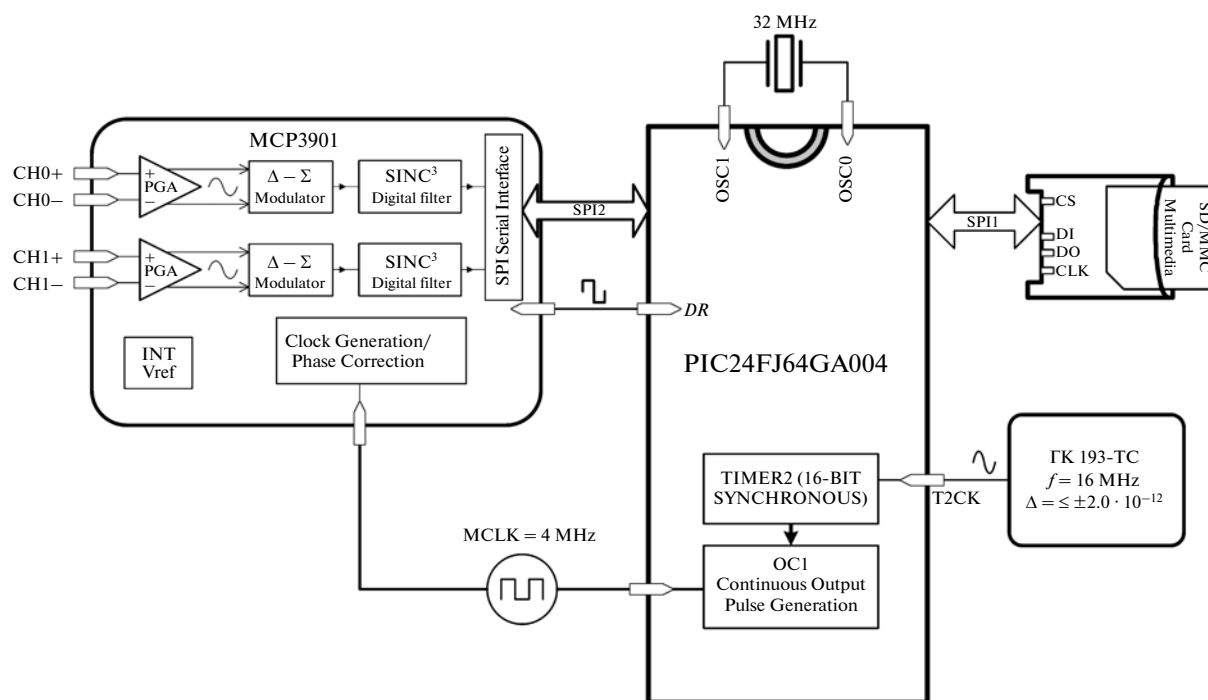 32 MHz
OSC1
OSC0
MCP3901
CH0+
CH0−
CH1+
CH1−
+
PGA
−
Δ − Σ
Modulator
SINC³
Digital filter
+
PGA
−
Δ − Σ
Modulator
SINC³
Digital filter
SPI Serial Interface
SPI2
DR
INT
Vref
Clock Generation/
Phase Correction
PIC24FJ64GA004
SPI1
CS
DI
DO
CLK
SD/MMC
Card
Multimedia
TIMER2 (16-BIT
SYNCHRONOUS)
T2CK
ГК 193-ТС
f = 16 MHz
Δ = ≤ ±2.0 · 10⁻¹²
MCLK = 4 MHz
OC1
Continuous Output
Pulse Generation